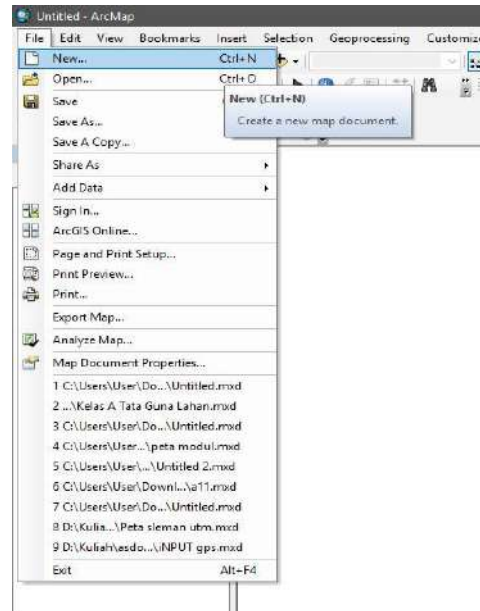 Untitled - ArcMap
File Edit View Bookmarks Insert Selection Geoprocessing Customize
New... Ctrl+N
Open... Ctrl+O
Save
New (Ctrl+N)
Create a new map document.
Save As...
Save A Copy...
Share As
Add Data
Sign In...
ArcGIS Online...
Page and Print Setup...
Print Preview...
Print...
Export Map...
Analyze Map...
Map Document Properties...
1 C:\Users\User\Do...\Untitled.mxd
2 ...\Kelas A Tata Guna Lahan.mxd
3 C:\Users\User\Do...\Untitled.mxd
4 C:\Users\User...\peta modul.mxd
5 C:\Users\...\Untitled 2.mxd
6 C:\Users\User\Downl...\a11.mxd
7 C:\Users\User\Do...\Untitled.mxd
8 D:\Kulia...\Peta sleman utm.mxd
9 D:\Kuliah\asdo...\iNPUT gps.mxd
Exit Alt+F4